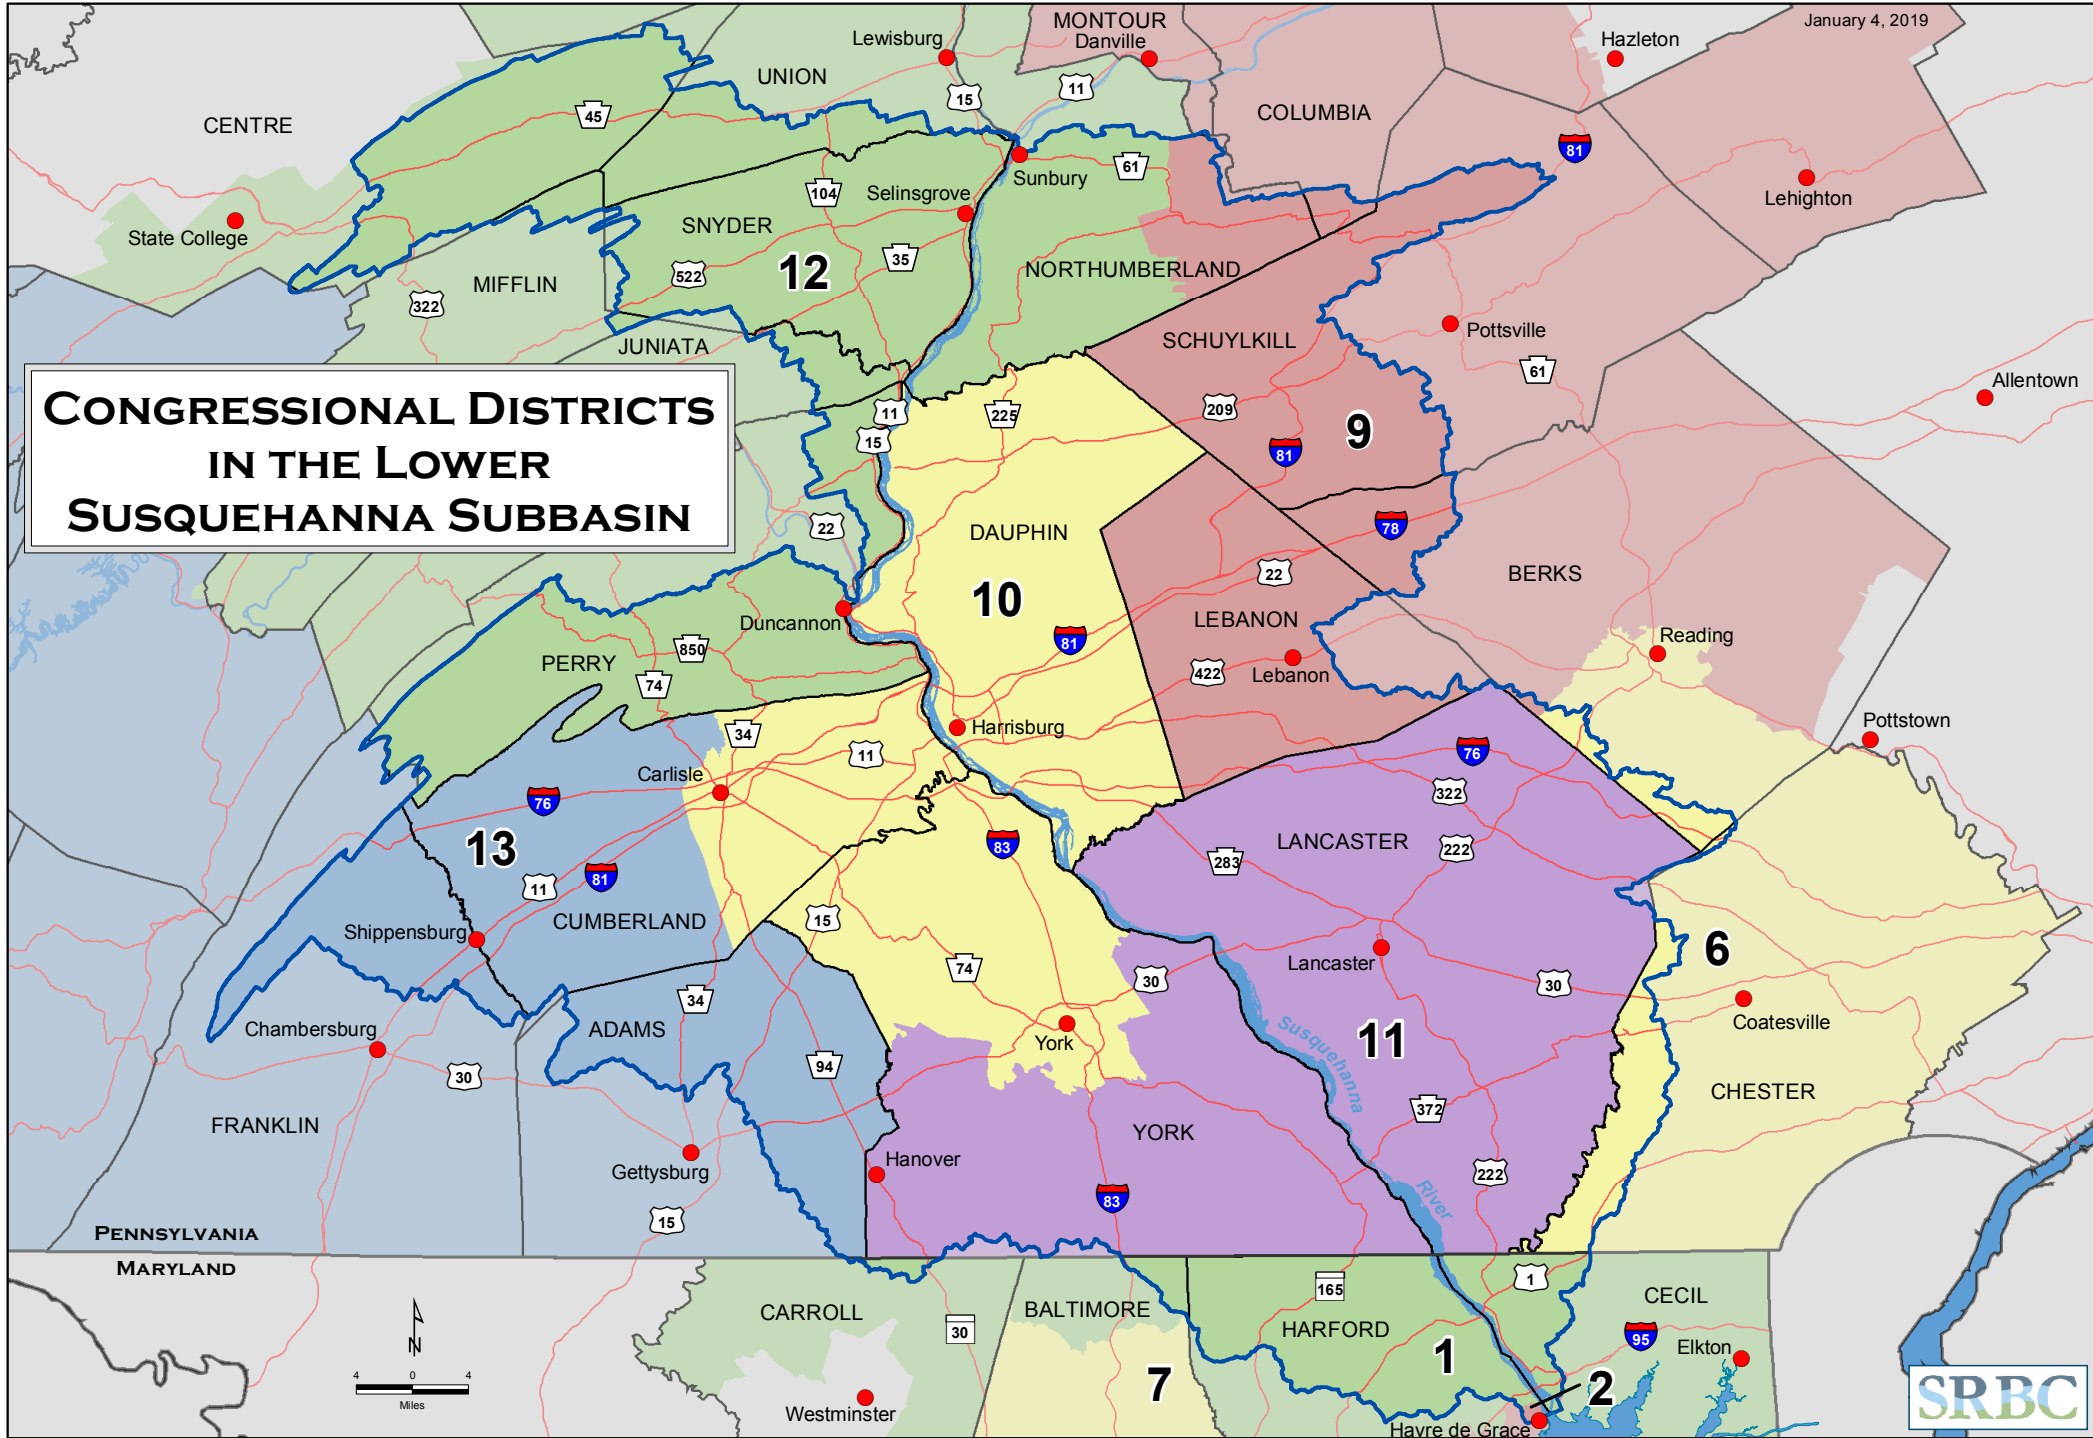 January 4, 2019
MONTOUR
Danville
Lewisburg
Hazleton
UNION
15
11
45
COLUMBIA
CENTRE
81
61
Sunbury
104
Selinsgrove
Lehighton
SNYDER
State College
35
522
12
NORTHUMBERLAND
MIFFLIN
322
Pottsville
SCHUYLKILL
JUNIATA
61
Allentown
CONGRESSIONAL DISTRICTS
IN THE LOWER
SUSQUEHANNA SUBBASIN
11
225
209
15
9
81
22
DAUPHIN
78
22
BERKS
10
Duncannon
LEBANON
81
Reading
850
PERRY
422
Lebanon
74
Pottstown
34
Harrisburg
11
76
Carlisle
76
322
13
83
LANCASTER
222
283
81
11
CUMBERLAND
15
Shippensburg
6
74
Lancaster
30
30
34
Chambersburg
ADAMS
York
Susquehanna
11
Coatesville
94
30
CHESTER
372
FRANKLIN
YORK
Hanover
Gettysburg
222
83
River
15
PENNSYLVANIA
MARYLAND
1
165
CARROLL
BALTIMORE
CECIL
30
HARFORD
95
1
Elkton
N
4 0 4
Miles
7
2
Westminster
Havre de Grace
SRBC